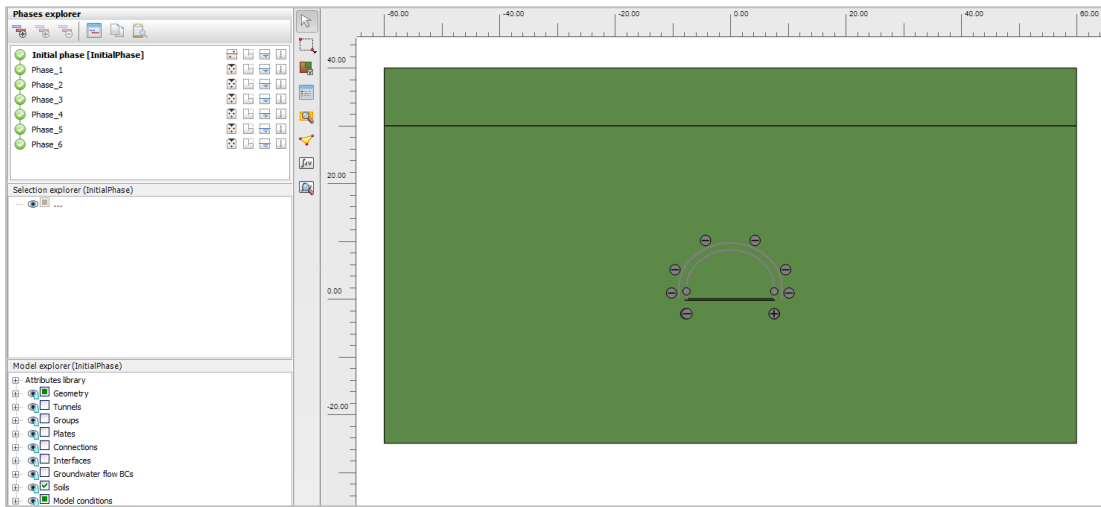 Phases explorer
Initial phase [InitialPhase]
Phase_1
Phase_2
Phase_3
Phase_4
Phase_5
Phase_6
Selection explorer (InitialPhase)
...
Model explorer (InitialPhase)
Attributes library
Geometry
Tunnels
Groups
Plates
Connections
Interfaces
Groundwater flow BCs
Soils
Model conditions
∫dV
-60.00 -40.00 -20.00 0.00 20.00 40.00 60.00
40.00
20.00
0.00
-20.00